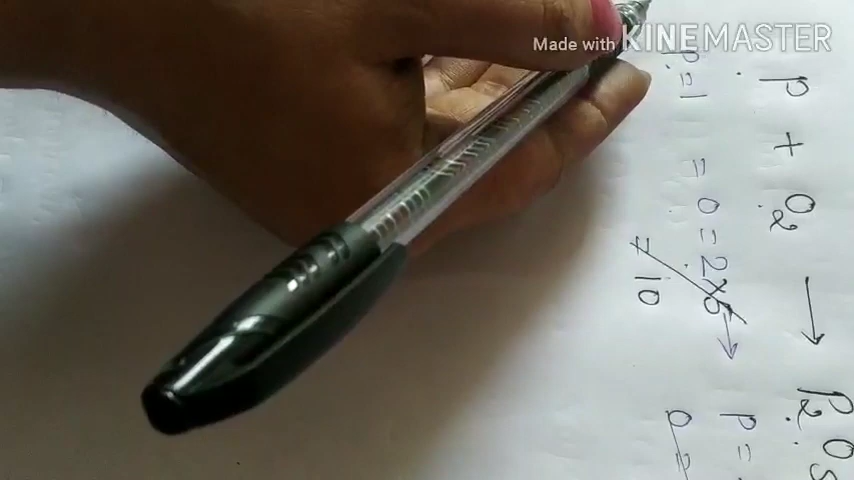 Made with KINEMASTER
P + O2 → P2O5
P = 1 = O = 2×5 → P =
= 10